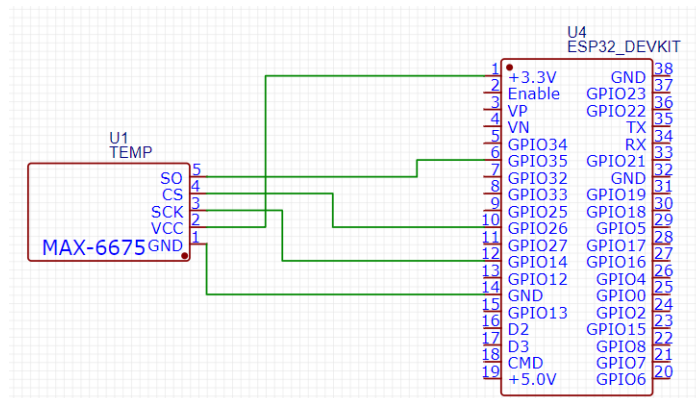 U4
ESP32_DEVKIT
1 +3.3V GND 38
2 Enable GPIO23 37
3 VP GPIO22 36
4 VN TX 35
5 GPIO34 RX 34
6 GPIO35 GPIO21 33
7 GPIO32 GND 32
8 GPIO33 GPIO19 31
9 GPIO25 GPIO18 30
10 GPIO26 GPIO5 29
11 GPIO27 GPIO17 28
12 GPIO14 GPIO16 27
13 GPIO12 GPIO4 26
14 GND GPIO0 25
15 GPIO13 GPIO2 24
16 D2 GPIO15 23
17 D3 GPIO8 22
18 CMD GPIO7 21
19 +5.0V GPIO6 20
U1
TEMP
SO 5
CS 4
SCK 3
VCC 2
MAX-6675 GND 1